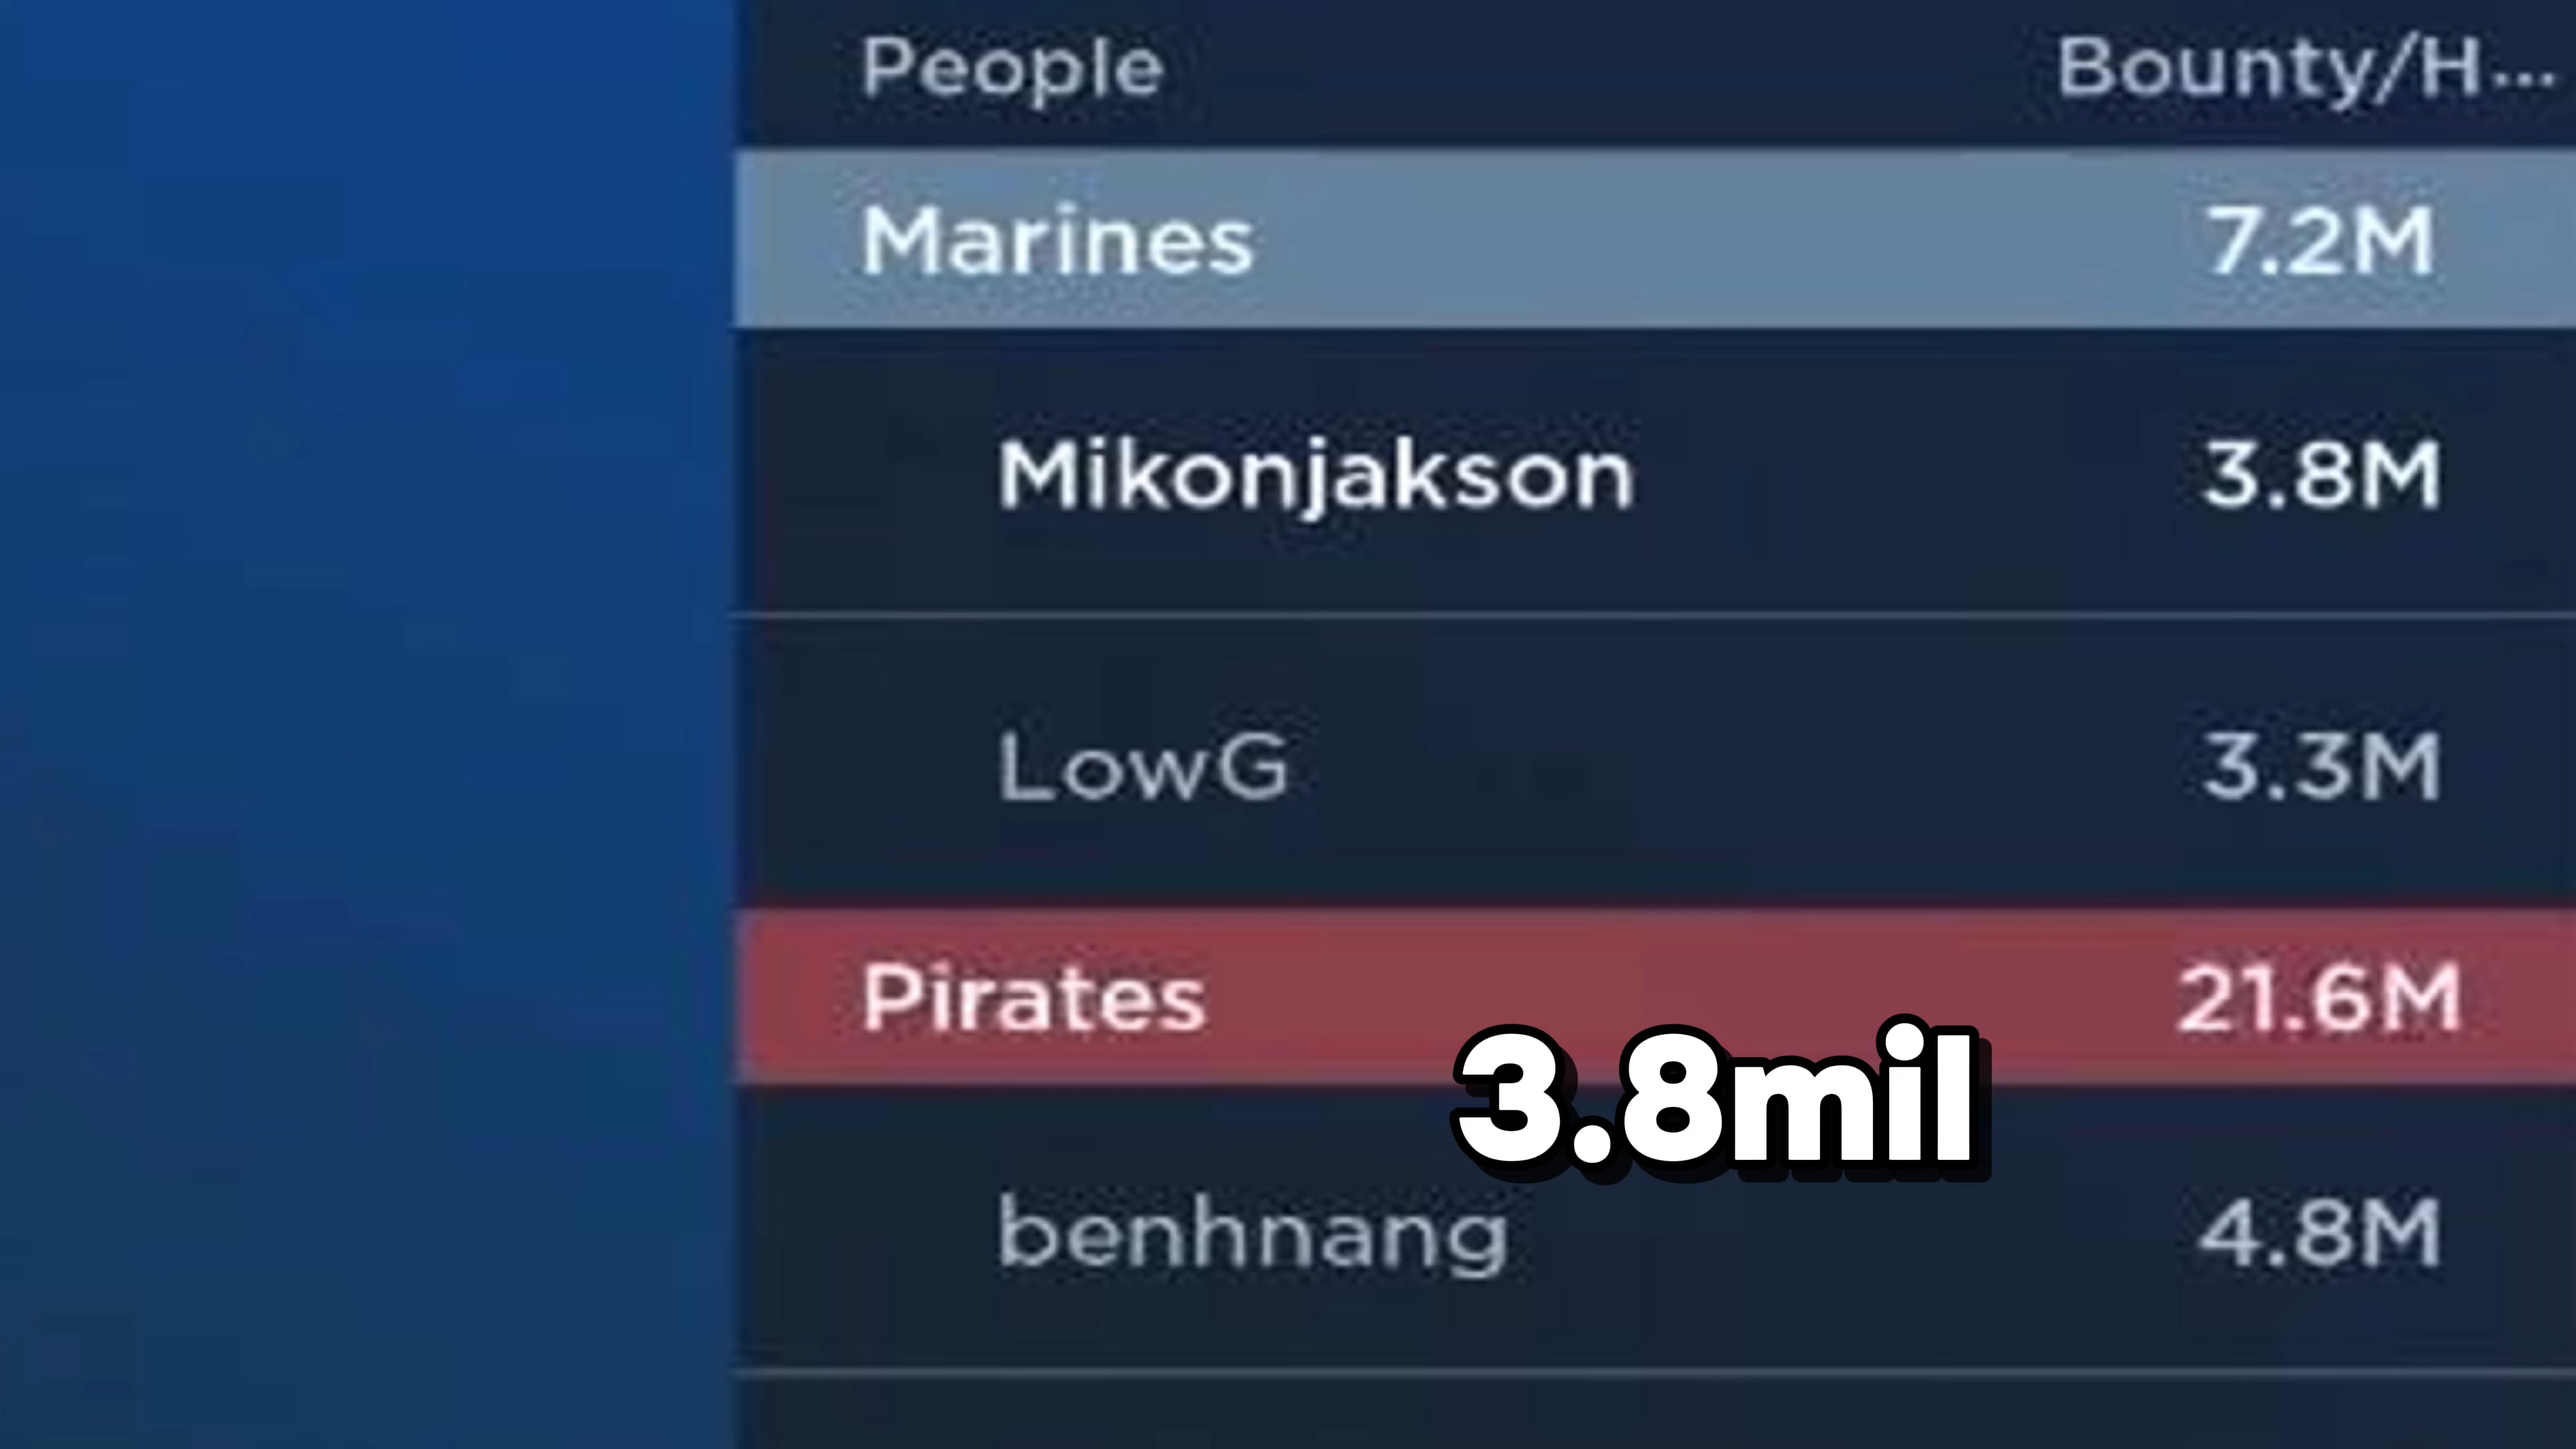 People Bounty/H...
Marines 7.2M
Mikonjakson 3.8M
LowG 3.3M
Pirates 21.6M
3.8mil
benhnang 4.8M